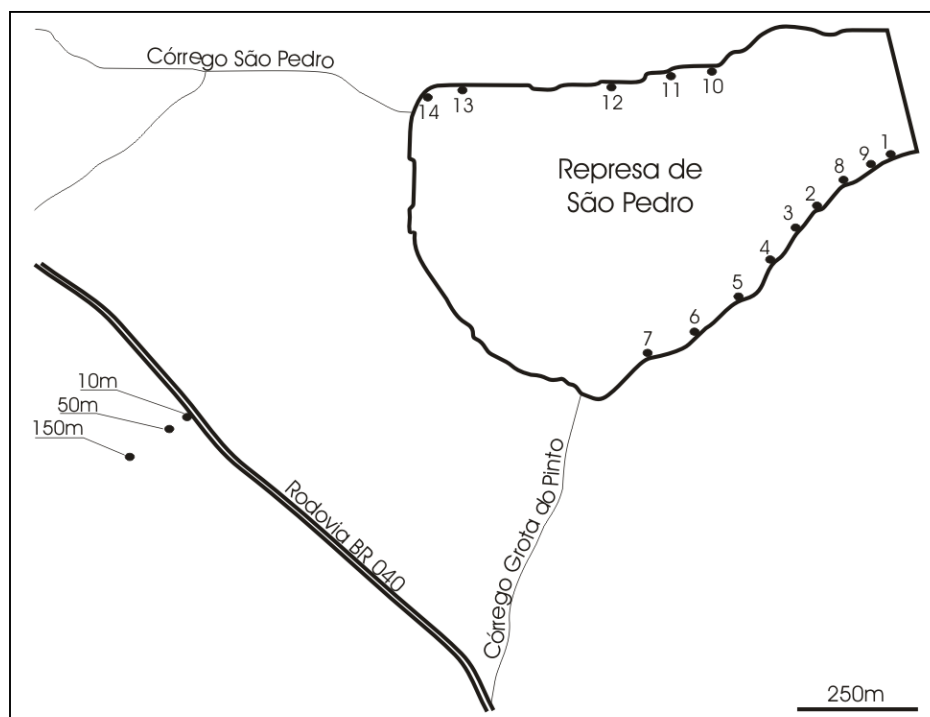 Córrego São Pedro
14
13
12
11
10
1
9
8
2
3
4
5
6
7
Represa de
São Pedro
10m
50m
150m
Rodovia BR 040
Córrego Grota do Pinto
250m